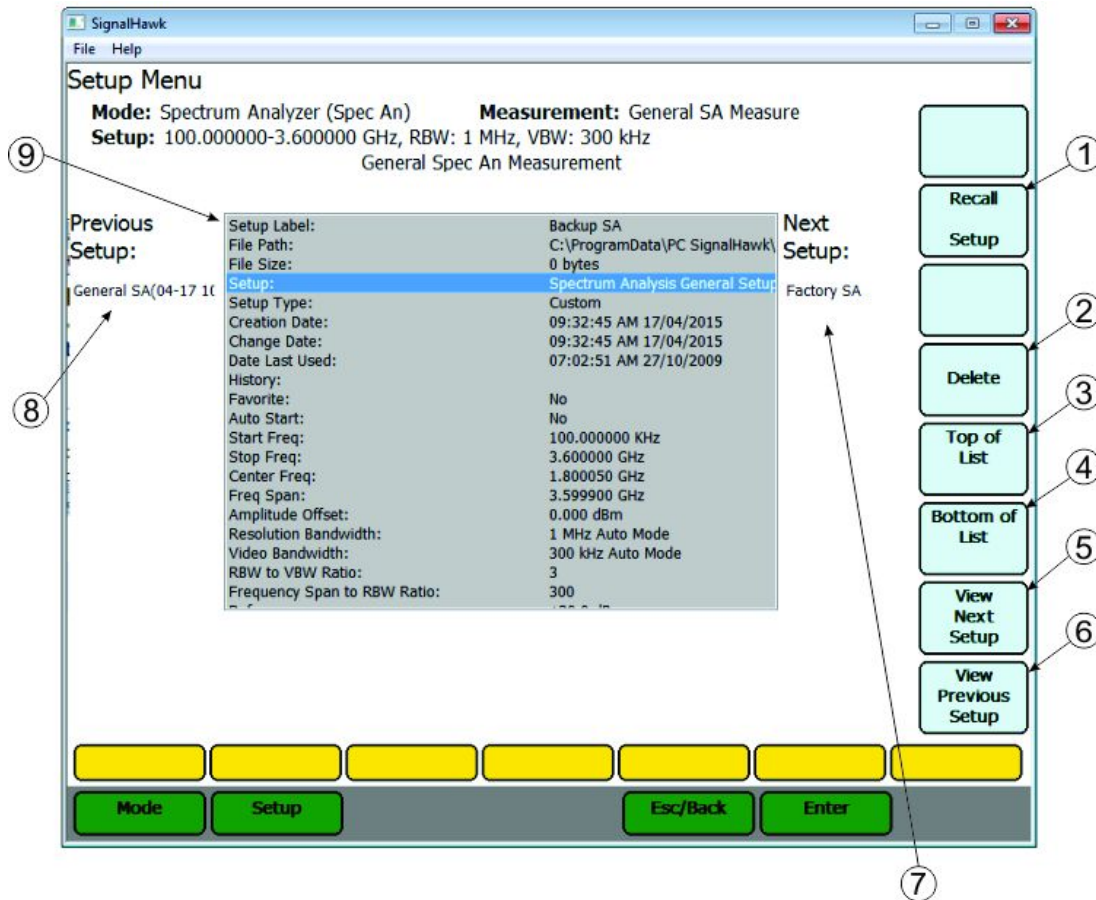 SignalHawk
File Help
Setup Menu
Mode: Spectrum Analyzer (Spec An) Measurement: General SA Measure
Setup: 100.000000-3.600000 GHz, RBW: 1 MHz, VBW: 300 kHz
General Spec An Measurement
Previous
Setup:
General SA(04-17 1(
Setup Label: Backup SA
File Path: C:\ProgramData\PC SignalHawk\
File Size: 0 bytes
Setup: Spectrum Analysis General Setup
Setup Type: Custom
Creation Date: 09:32:45 AM 17/04/2015
Change Date: 09:32:45 AM 17/04/2015
Date Last Used: 07:02:51 AM 27/10/2009
History:
Favorite: No
Auto Start: No
Start Freq: 100.000000 KHz
Stop Freq: 3.600000 GHz
Center Freq: 1.800050 GHz
Freq Span: 3.599900 GHz
Amplitude Offset: 0.000 dBm
Resolution Bandwidth: 1 MHz Auto Mode
Video Bandwidth: 300 kHz Auto Mode
RBW to VBW Ratio: 3
Frequency Span to RBW Ratio: 300
Next
Setup:
Factory SA
Recall
Setup
Delete
Top of
List
Bottom of
List
View
Next
Setup
View
Previous
Setup
Mode Setup Esc/Back Enter
1
2
3
4
5
6
7
8
9